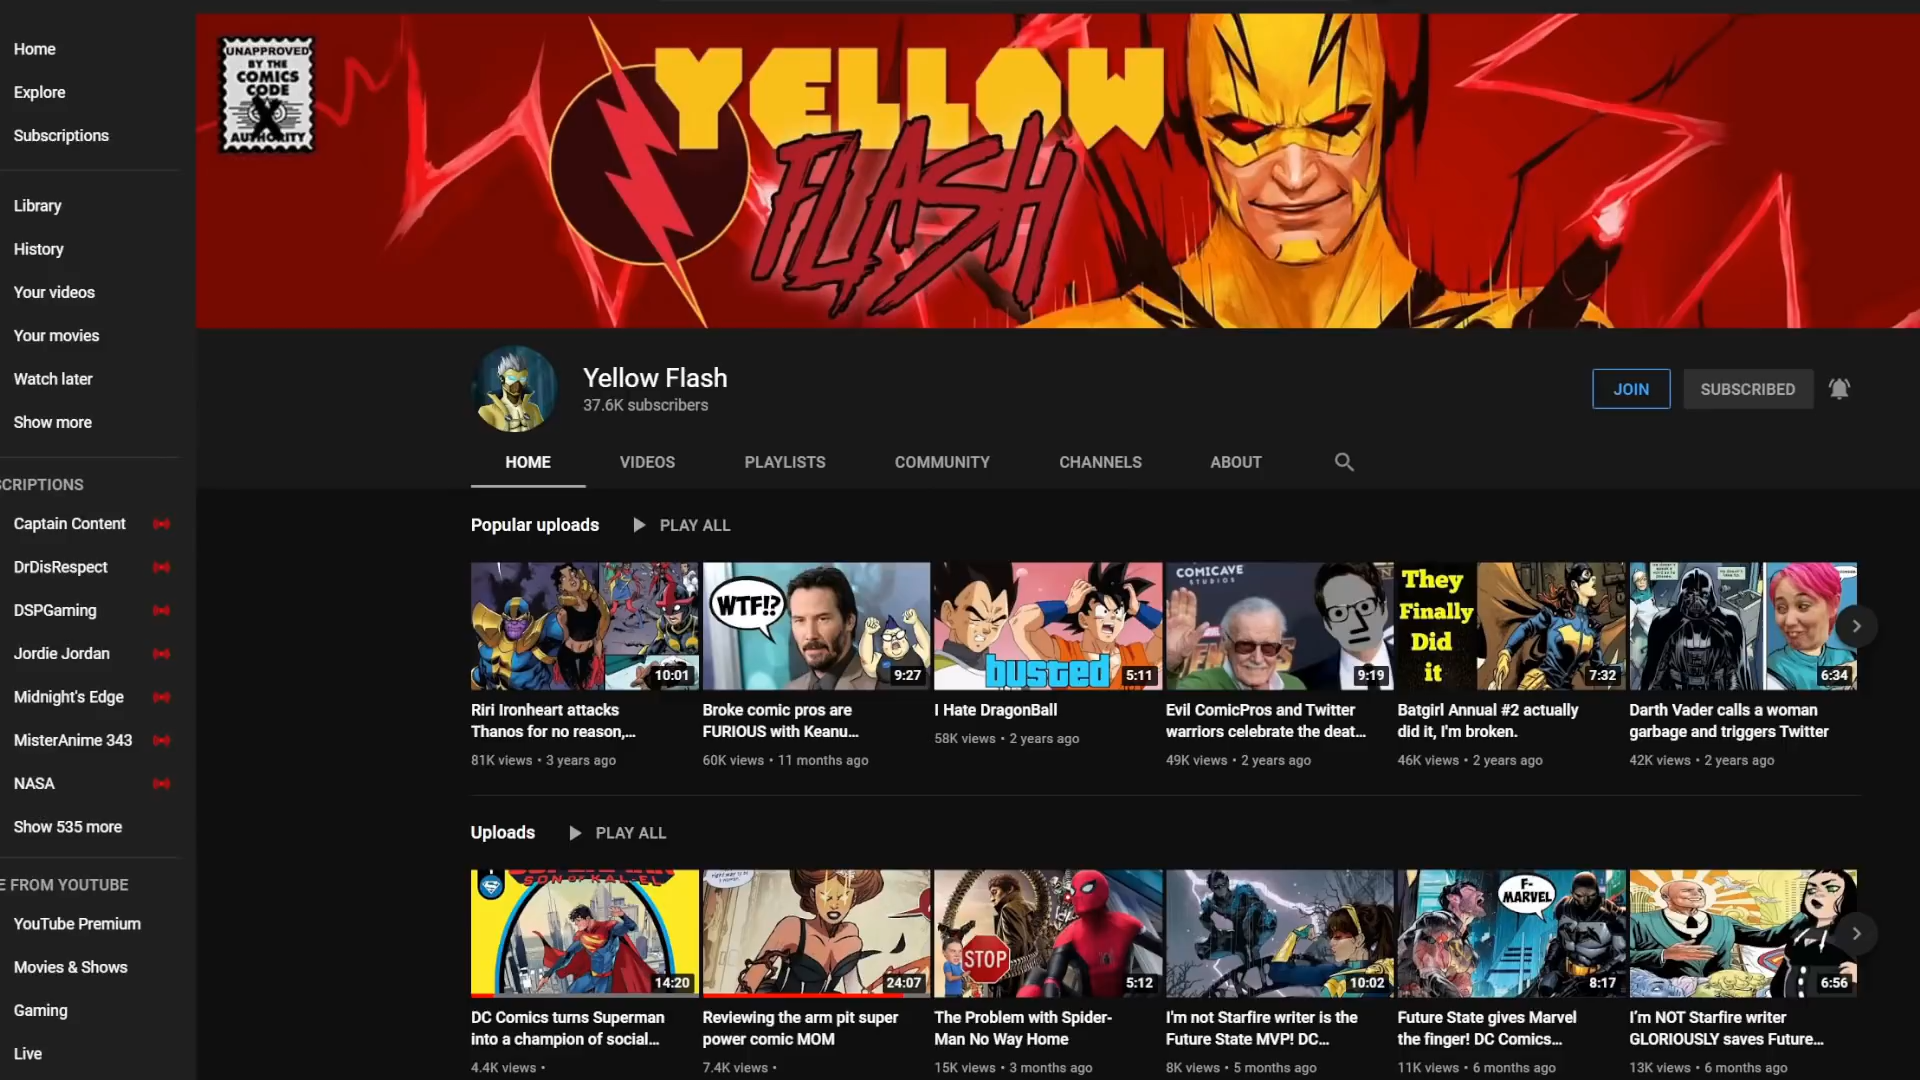 Home
Explore
Subscriptions
Library
History
Your videos
Your movies
Watch later
Show more
SCRIPTIONS
Captain Content
DrDisRespect
DSPGaming
Jordie Jordan
Midnight's Edge
MisterAnime 343
NASA
Show 535 more
E FROM YOUTUBE
YouTube Premium
Movies & Shows
Gaming
Live
UNAPPROVED
BY THE
COMICS
CODE
AUTHORITY
YELLOW
FLASH
Yellow Flash
37.6K subscribers
JOIN
SUBSCRIBED
HOME
VIDEOS
PLAYLISTS
COMMUNITY
CHANNELS
ABOUT
Popular uploads
PLAY ALL
10:01
Riri Ironheart attacks
Thanos for no reason,...
81K views • 3 years ago
WTF!?
9:27
Broke comic pros are
FURIOUS with Keanu...
60K views • 11 months ago
busted
5:11
I Hate DragonBall
58K views • 2 years ago
COMICAVE
STUDIOS
9:19
Evil ComicPros and Twitter
warriors celebrate the deat...
49K views • 2 years ago
They
Finally
Did
it
7:32
Batgirl Annual #2 actually
did it, I'm broken.
46K views • 2 years ago
6:34
Darth Vader calls a woman
garbage and triggers Twitter
42K views • 2 years ago
Uploads
PLAY ALL
SON OF KAL-EL
14:20
DC Comics turns Superman
into a champion of social...
4.4K views •
24:07
Reviewing the arm pit super
power comic MOM
7.4K views •
STOP
5:12
The Problem with Spider-
Man No Way Home
15K views • 3 months ago
10:02
I'm not Starfire writer is the
Future State MVP! DC...
8K views • 5 months ago
F-
MARVEL
8:17
Future State gives Marvel
the finger! DC Comics...
11K views • 6 months ago
6:56
I'm NOT Starfire writer
GLORIOUSLY saves Future...
13K views • 6 months ago